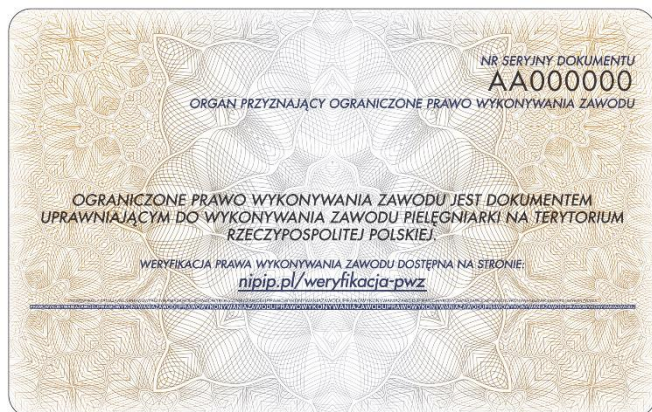 NR SERYJNY DOKUMENTU
AA000000
ORGAN PRZYZNAJĄCY OGRANICZONE PRAWO WYKONYWANIA ZAWODU
OGRANICZONE PRAWO WYKONYWANIA ZAWODU JEST DOKUMENTEM
UPRAWNIAJĄCYM DO WYKONYWANIA ZAWODU PIELĘGNIARKI NA TERYTORIUM
RZECZYPOSPOLITEJ POLSKIEJ.
WERYFIKACJA PRAWA WYKONYWANIA ZAWODU DOSTĘPNA NA STRONIE:
nipip.pl/weryfikacja-pwz